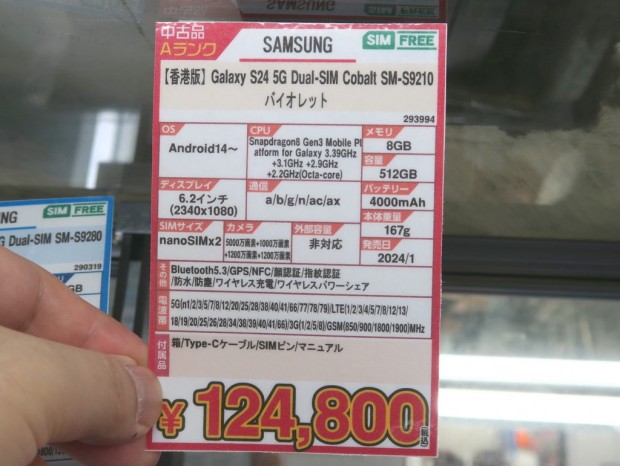 中古品
Aランク
SAMSUNG
SIM FREE
【香港版】Galaxy S24 5G Dual-SIM Cobalt SM-S9210
バイオレット
293994
OS
Android14～
CPU
Snapdragon8 Gen3 Mobile Pl
atform for Galaxy 3.39GHz
+3.1GHz +2.9GHz
+2.2GHz(Octa-core)
メモリ
8GB
容量
512GB
ディスプレイ
6.2インチ
(2340x1080)
通信
a/b/g/n/ac/ax
バッテリー
4000mAh
本体重量
167g
SIMサイズ
nanoSIMx2
カメラ
5000万画素+1000万画素
+1200万画素+1200万画素
外部容量
非対応
発売日
2024/1
その他
Bluetooth5.3/GPS/NFC/顔認証/指紋認証
/防水/防塵/ワイヤレス充電/ワイヤレスパワーシェア
電波帯
5G(n1/2/3/5/7/8/12/20/25/28/38/40/41/66/77/78/79)/LTE(1/2/3/4/5/7/8/12/13/
18/19/20/25/26/28/34/38/39/40/41/66)/3G(1/2/5/8)/GSM(850/900/1800/1900)MHz
付属品
箱/Type-Cケーブル/SIMピン/マニュアル
¥ 124,800
(税込)
NG
SIM FREE
G Dual-SIM SM-S9280
290319
GB